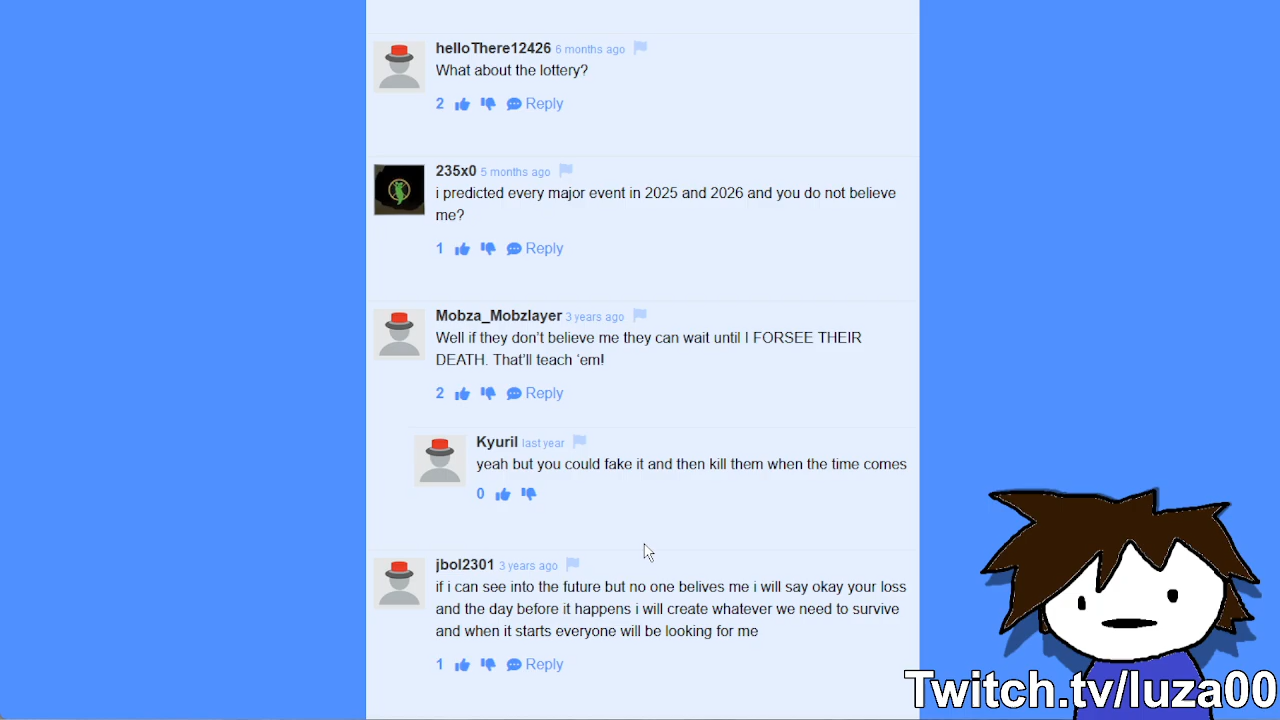 helloThere12426 6 months ago
What about the lottery?
2 Reply
235x0 5 months ago
i predicted every major event in 2025 and 2026 and you do not believe
me?
1 Reply
Mobza_Mobzlayer 3 years ago
Well if they don’t believe me they can wait until I FORSEE THEIR
DEATH. That’ll teach ‘em!
2 Reply
Kyuril last year
yeah but you could fake it and then kill them when the time comes
0
jbol2301 3 years ago
if i can see into the future but no one belives me i will say okay your loss
and the day before it happens i will create whatever we need to survive
and when it starts everyone will be looking for me
1 Reply
Twitch.tv/luza00